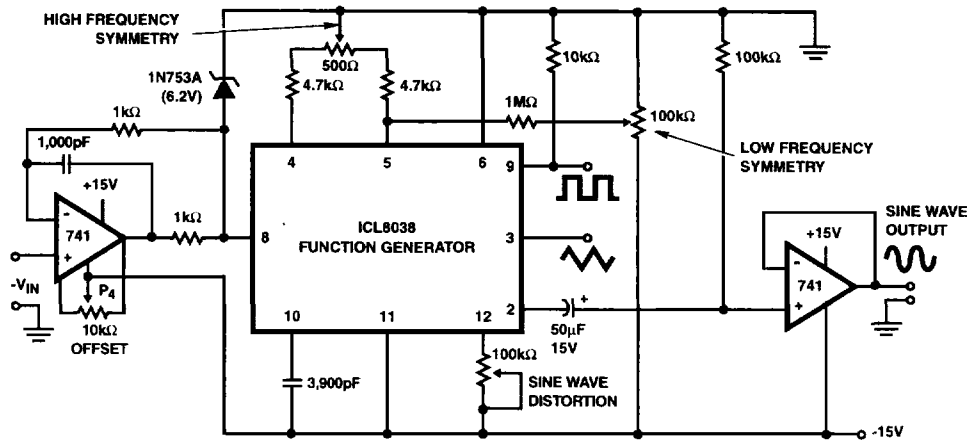 HIGH FREQUENCY
SYMMETRY
500Ω
1N753A
(6.2V)
4.7kΩ
4.7kΩ
10kΩ
100kΩ
1MΩ
100kΩ
LOW FREQUENCY
SYMMETRY
1kΩ
1,000pF
+15V
741
-
+
1kΩ
-VIN
P4
10kΩ
OFFSET
4
5
6
9
8
ICL8038
FUNCTION GENERATOR
3
2
10
11
12
+
50µF
15V
3,900pF
100kΩ
SINE WAVE
DISTORTION
SINE WAVE
OUTPUT
+15V
-
741
+
-15V